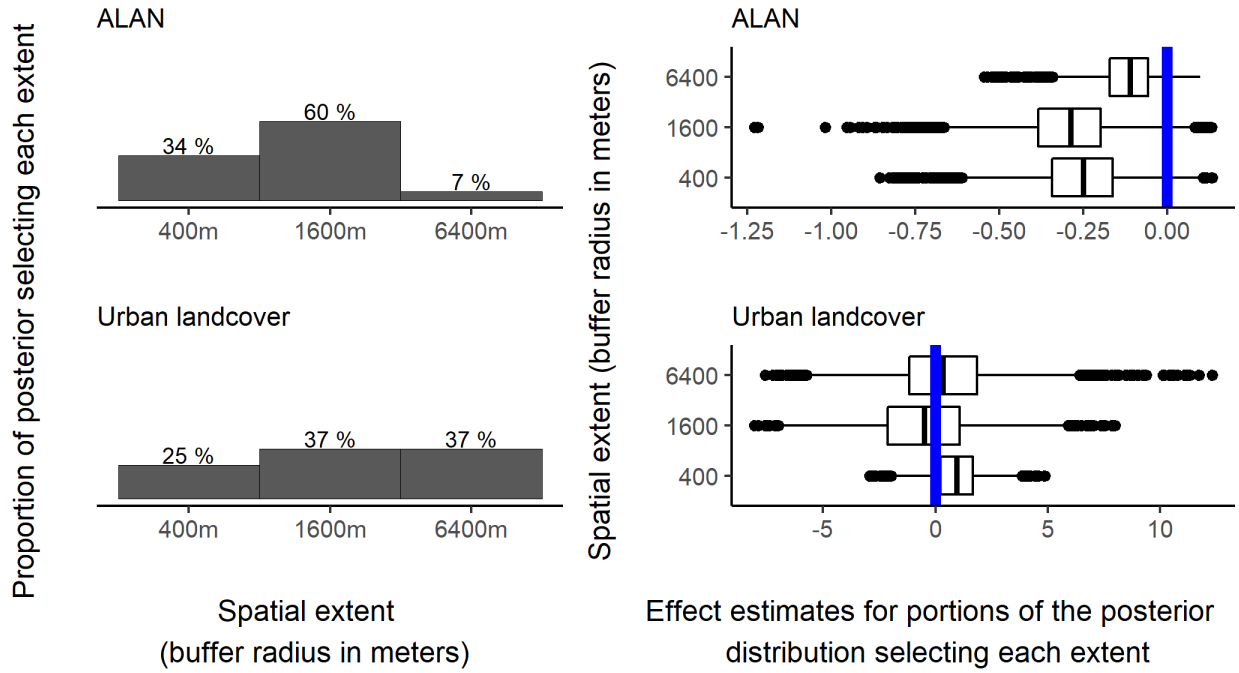 Proportion of posterior selecting each extent
ALAN
34 %
60 %
7 %
400m 1600m 6400m
Urban landcover
25 %
37 %
37 %
400m 1600m 6400m
Spatial extent
(buffer radius in meters)
Spatial extent (buffer radius in meters)
ALAN
6400
1600
400
-1.25 -1.00 -0.75 -0.50 -0.25 0.00
Urban landcover
6400
1600
400
-5 0 5 10
Effect estimates for portions of the posterior
distribution selecting each extent